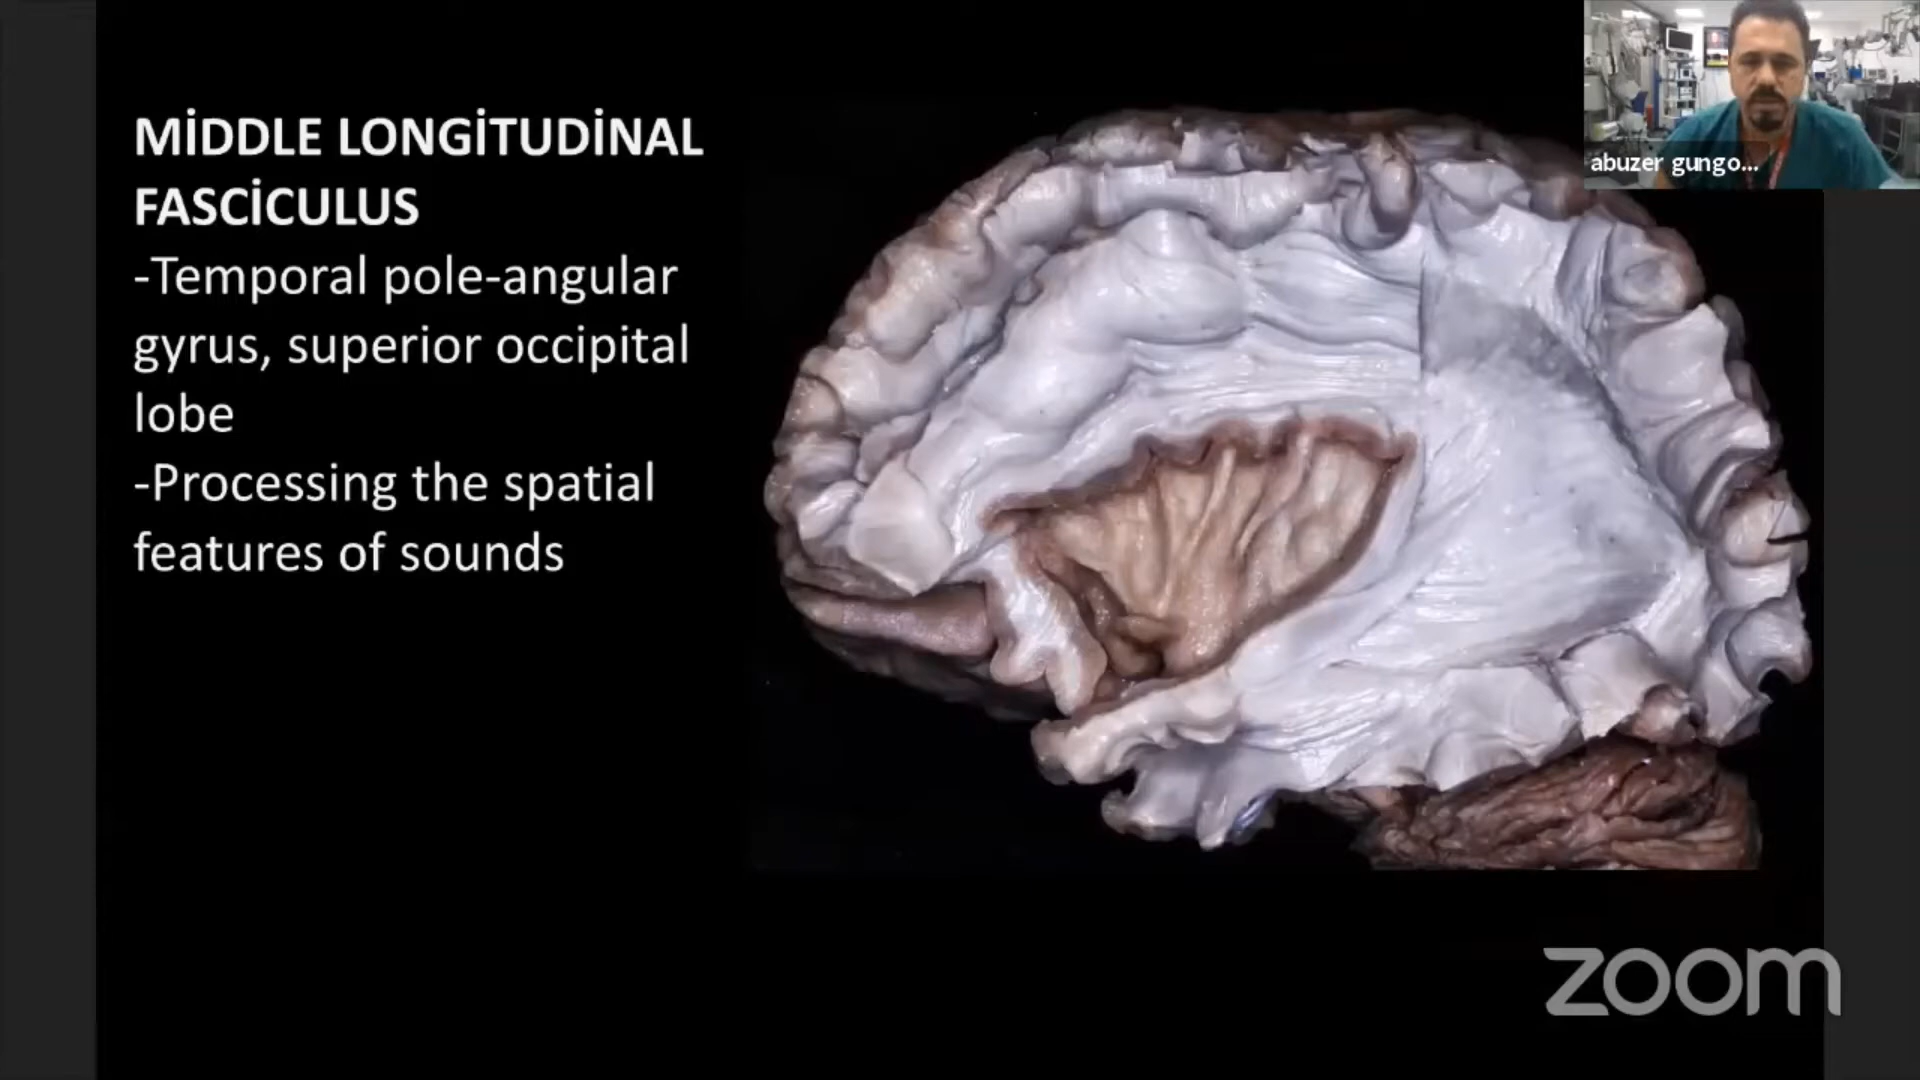 MİDDLE LONGİTUDİNAL
FASCİCULUS
-Temporal pole-angular
gyrus, superior occipital
lobe
-Processing the spatial
features of sounds
abuzer gungo...
zoom